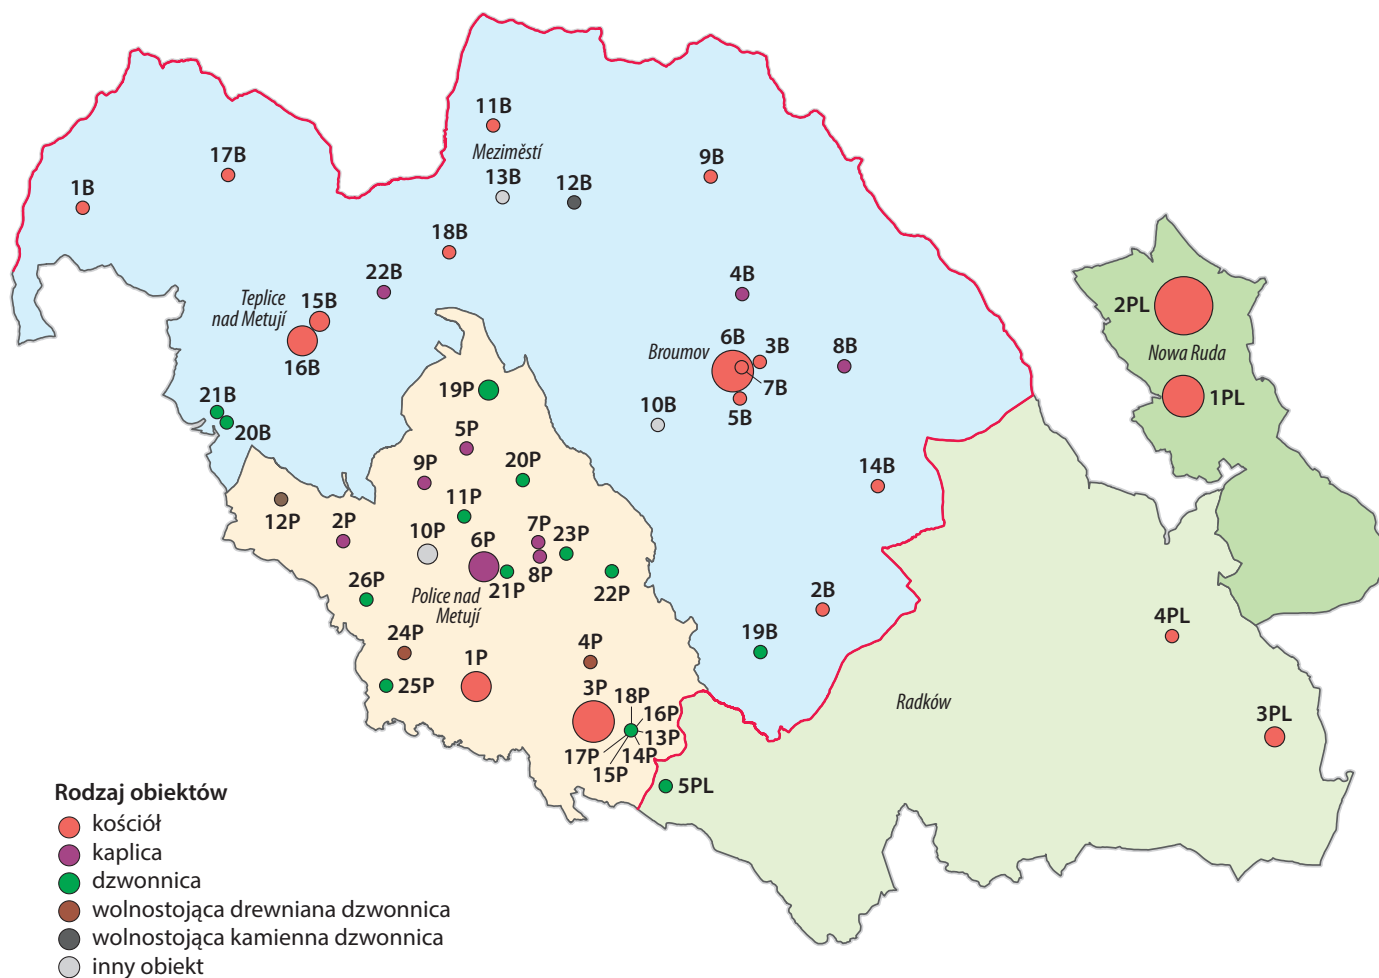 11B
Meziměstí
13B
12B
9B
17B
1B
18B
22B
4B
2PL
Teplice
nad Metují
15B
16B
6B
Broumov
3B
8B
7B
5B
Nowa Ruda
1PL
21B
20B
19P
10B
5P
9P
20P
14B
11P
12P
2P
10P
6P
7P
23P
8P
21P
22P
26P
Police nad
Metují
2B
4PL
24P
4P
19B
1P
25P
3P
18P
16P
13P
17P
14P
15P
Radków
3PL
5PL
Rodzaj obiektów
kościół
kaplica
dzwonnica
wolnostojąca drewniana dzwonnica
wolnostojąca kamienna dzwonnica
inny obiekt